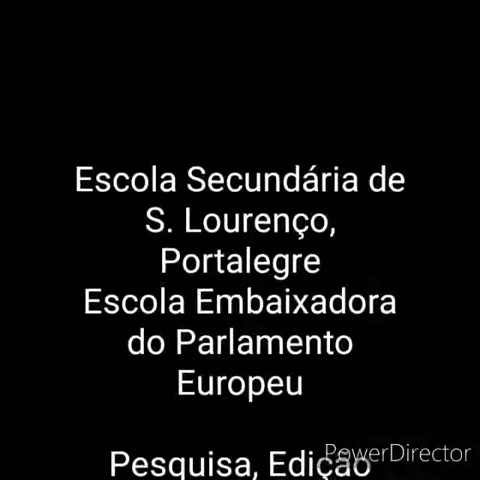 Escola Secundária de
S. Lourenço,
Portalegre
Escola Embaixadora
do Parlamento
Europeu
Pesquisa, Edição
PowerDirector